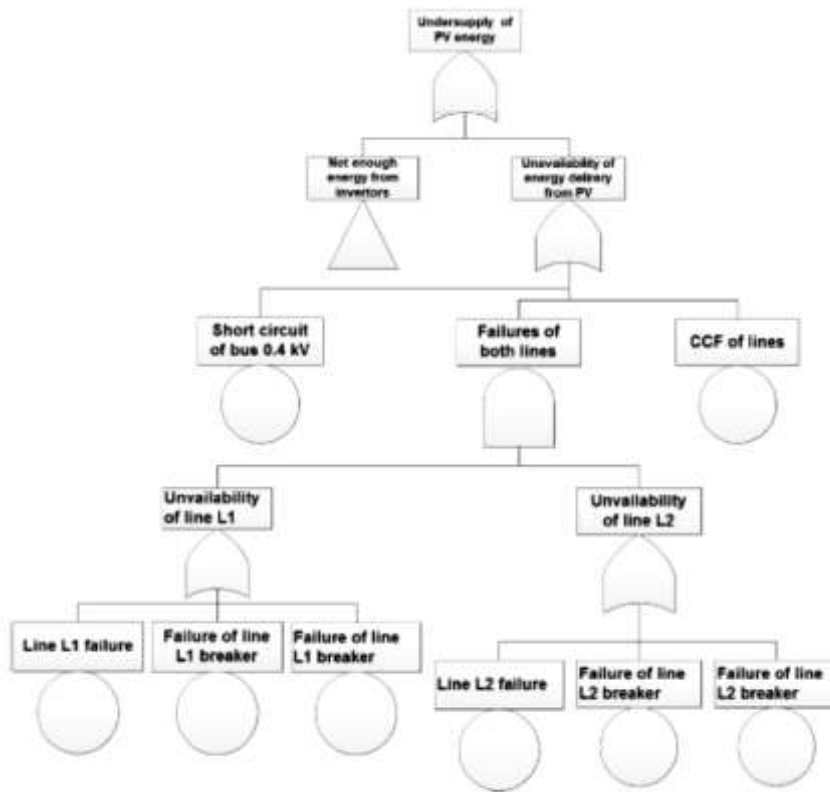 Undersupply of
PV energy
Not enough
energy from
invertors
Unavailability of
energy delivery
from PV
Short circuit
of bus 0.4 kV
Failures of
both lines
CCF of lines
Unvailability
of line L1
Unvailability
of line L2
Line L1 failure
Failure of line
L1 breaker
Failure of line
L1 breaker
Line L2 failure
Failure of line
L2 breaker
Failure of line
L2 breaker